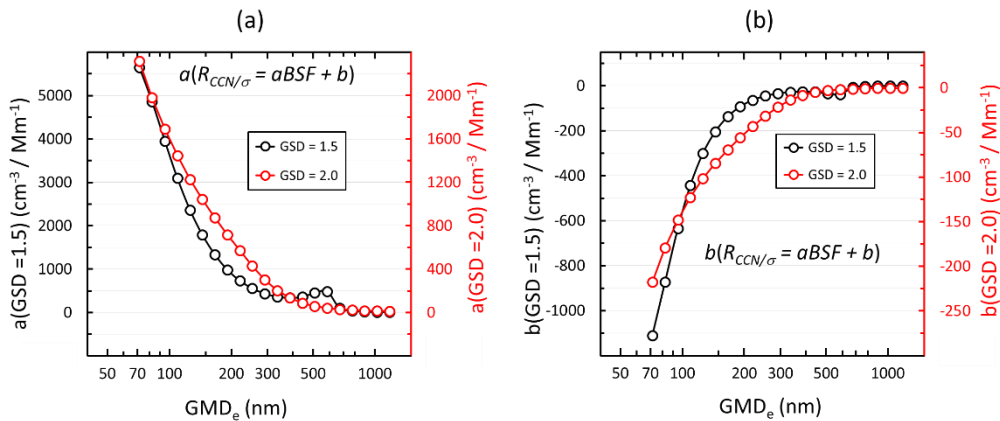 (a)
a(R_CCN/σ = aBSF + b)
GSD = 1.5
GSD = 2.0
5000
4000
3000
2000
1000
0
a(GSD =1.5) (cm⁻³ / Mm⁻¹)
2000
1600
1200
800
400
0
a(GSD =2.0) (cm⁻³ / Mm⁻¹)
50 70 100 200 300 500 1000
GMD_e (nm)
(b)
GSD = 1.5
GSD = 2.0
b(R_CCN/σ = aBSF + b)
0
-200
-400
-600
-800
-1000
b(GSD =1.5) (cm⁻³ / Mm⁻¹)
0
-50
-100
-150
-200
-250
b(GSD =2.0) (cm⁻³ / Mm⁻¹)
50 70 100 200 300 500 1000
GMD_e (nm)